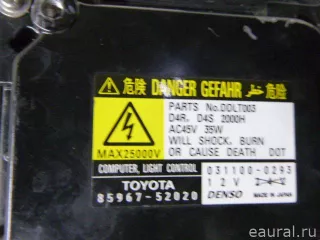 危険 DANGER GEFAHR خطر 危险
PARTS No.DDLT003
D4R, D4S 2000H
AC45V 35W
WILL SHOCK, BURN
OR CAUSE DEATH DOT
MAX25000V
COMPUTER, LIGHT CONTROL
TOYOTA
85967-52020
031100-0293
12V
DENSO MADE IN JAPAN
eaural.ru